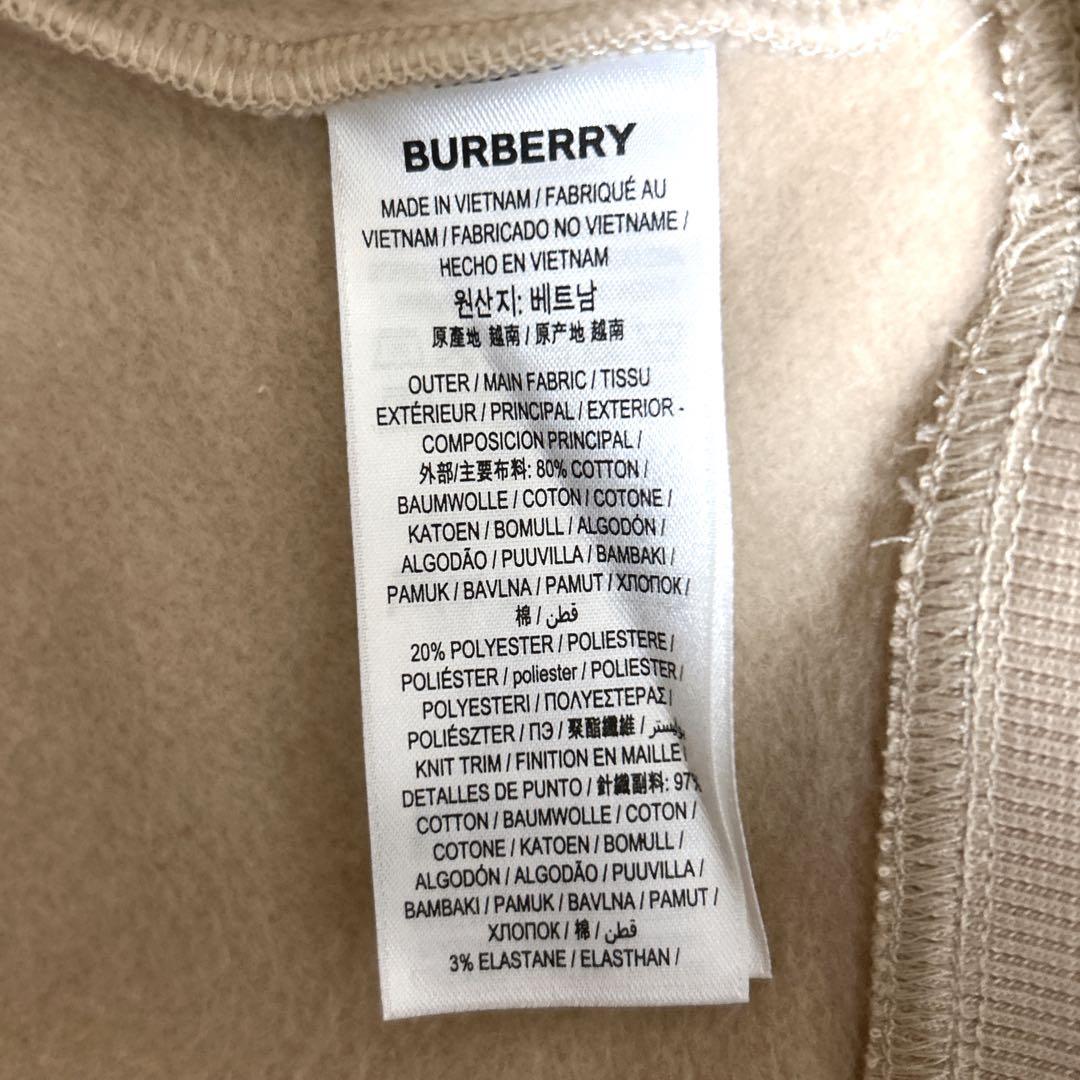 BURBERRY
MADE IN VIETNAM / FABRIQUÉ AU
VIETNAM / FABRICADO NO VIETNAME /
HECHO EN VIETNAM
원산지: 베트남
原產地 越南 / 原产地 越南
OUTER / MAIN FABRIC / TISSU
EXTÉRIEUR / PRINCIPAL / EXTERIOR -
COMPOSICION PRINCIPAL /
外部/主要布料: 80% COTTON /
BAUMWOLLE / COTON / COTONE /
KATOEN / BOMULL / ALGODÓN /
ALGODÃO / PUUVILLA / BAMBAKI /
PAMUK / BAVLNA / PAMUT / ХЛОПОК /
棉 / قطن /
20% POLYESTER / POLIESTERE /
POLIÉSTER / poliester / POLIESTER /
POLYESTERI / ΠΟΛΥΕΣΤΕΡΑΣ /
POLIÉSZTER / ПЭ / 聚酯纖維 / بوليستر
KNIT TRIM / FINITION EN MAILLE
DETALLES DE PUNTO / 針織副料: 97%
COTTON / BAUMWOLLE / COTON /
COTONE / KATOEN / BOMULL /
ALGODÓN / ALGODÃO / PUUVILLA /
BAMBAKI / PAMUK / BAVLNA / PAMUT /
ХЛОПОК / 棉 / قطن /
3% ELASTANE / ELASTHAN /